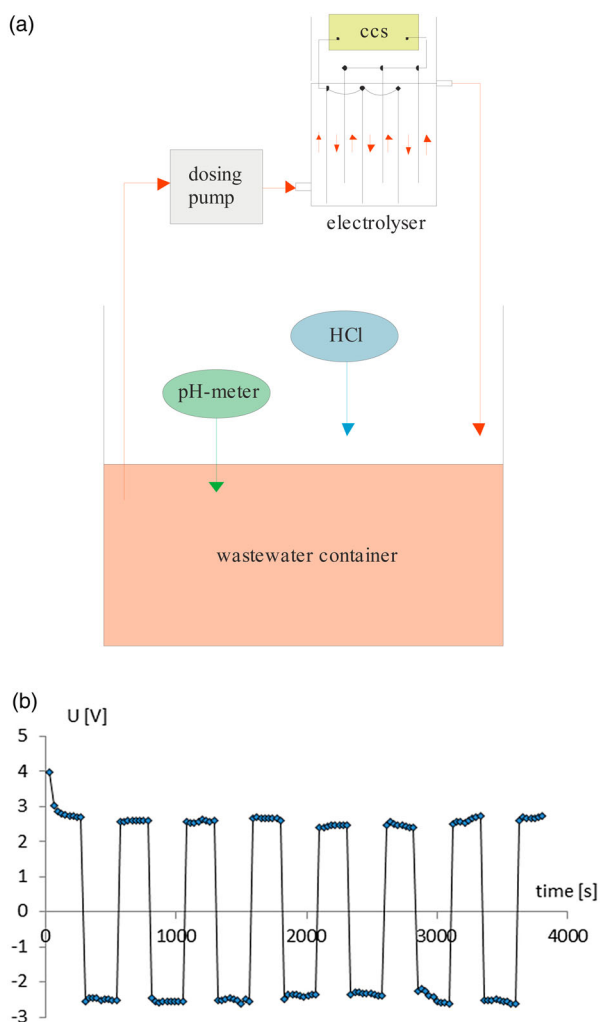 (a)
ccs
dosing
pump
electrolyser
HCl
pH-meter
wastewater container
(b)
U [V]
5
4
3
2
1
0
-1
-2
-3
time [s]
0
1000
2000
3000
4000